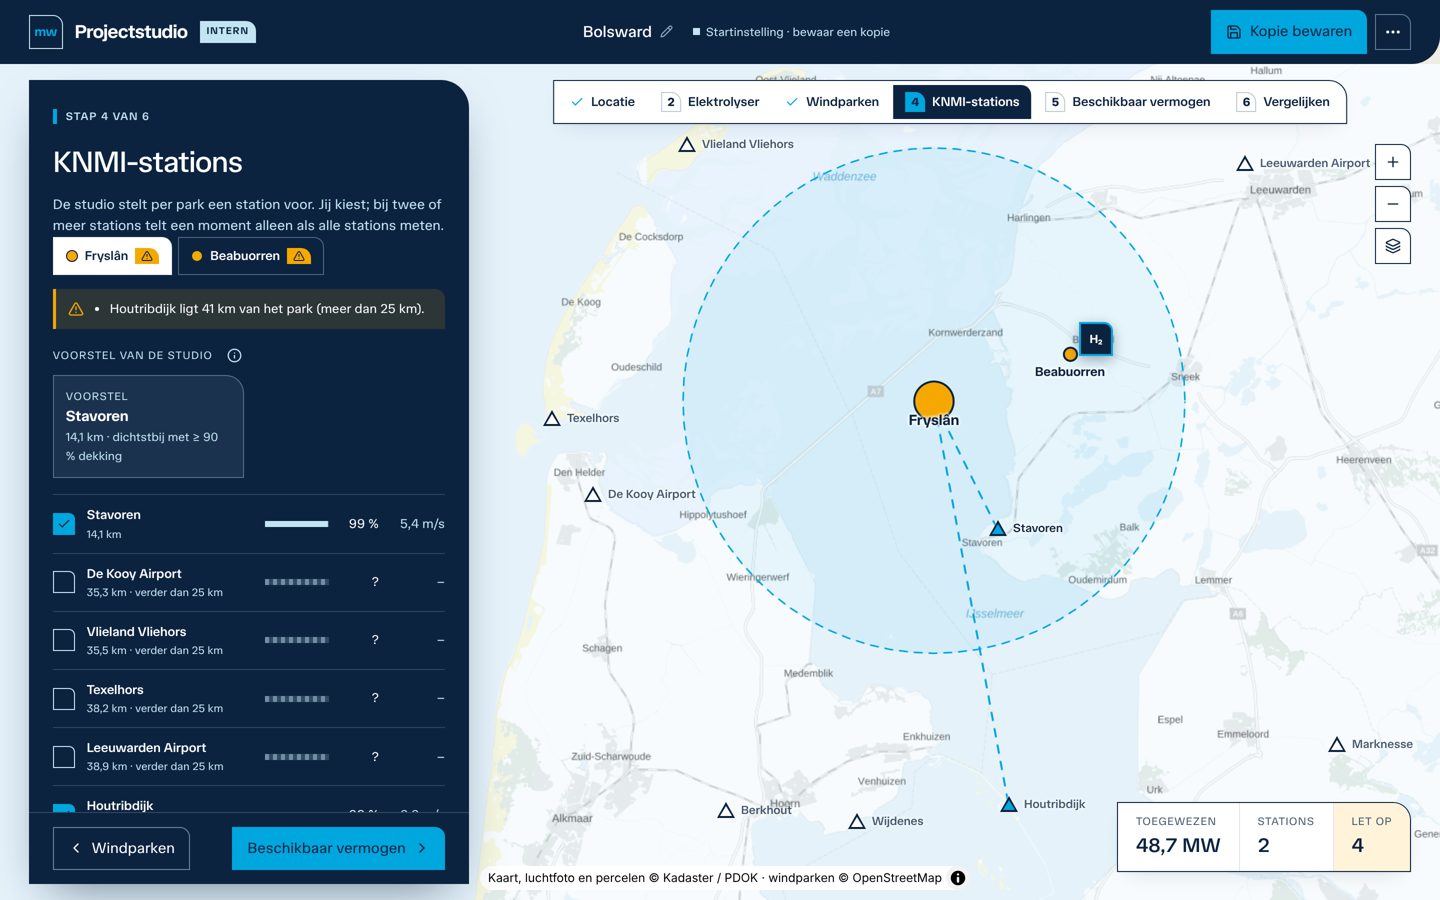 mw Projectstudio INTERN
Bolsward
Startinstelling · bewaar een kopie
Kopie bewaren
STAP 4 VAN 6
KNMI-stations
De studio stelt per park een station voor. Jij kiest; bij twee of
meer stations telt een moment alleen als alle stations meten.
Fryslân
Beabuorren
• Houtribdijk ligt 41 km van het park (meer dan 25 km).
VOORSTEL VAN DE STUDIO
VOORSTEL
Stavoren
14,1 km · dichtstbij met ≥ 90
% dekking
Stavoren
14,1 km
99 % 5,4 m/s
De Kooy Airport
35,3 km · verder dan 25 km
? –
Vlieland Vliehors
35,5 km · verder dan 25 km
? –
Texelhors
38,2 km · verder dan 25 km
? –
Leeuwarden Airport
38,9 km · verder dan 25 km
? –
Houtribdijk
Windparken
Beschikbaar vermogen
Locatie
2 Elektrolyser
Windparken
4 KNMI-stations
5 Beschikbaar vermogen
6 Vergelijken
Oost-Vlieland
Nij Altoenae
Hallum
Vlieland Vliehors
Waddenzee
Leeuwarden Airport
Leeuwarden
Harlingen
De Cocksdorp
De Koog
Kornwerderzand
H₂
Beabuorren
Oudeschild
Sneek
A7
Fryslân
Texelhors
Heerenveen
Den Helder
De Kooy Airport
Hippolytushoef
Stavoren
Stavoren
Balk
A32
Wieringerwerf
Oudemirdum
Lemmer
IJsselmeer
A6
Schagen
Medemblik
Espel
Emmeloord
Marknesse
Enkhuizen
Zuid-Scharwoude
Venhuizen
Urk
Hoorn
Berkhout
Wijdenes
Houtribdijk
Alkmaar
TOEGEWEZEN
48,7 MW
STATIONS
2
LET OP
4
Kaart, luchtfoto en percelen © Kadaster / PDOK · windparken © OpenStreetMap